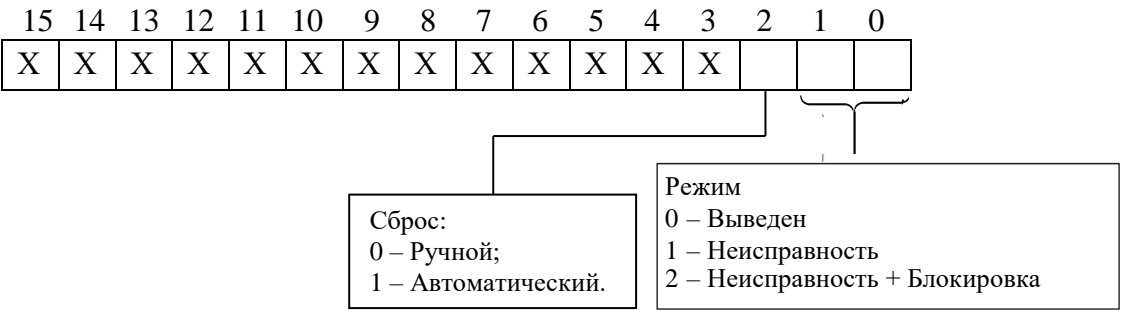 15 14 13 12 11 10 9 8 7 6 5 4 3 2 1 0
X X X X X X X X X X X X X
Сброс:
0 – Ручной;
1 – Автоматический.
Режим
0 – Выведен
1 – Неисправность
2 – Неисправность + Блокировка